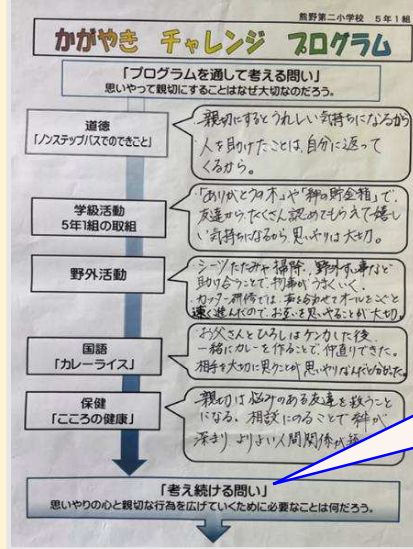 熊野第二小学校 5年1組
かがやき チャレンジ プログラム
「プログラムを通して考える問い」
思いやって親切にすることはなぜ大切なのだろう。
道徳
「ノンステップバスでのできごと」
親切にするとうれしい気持ちになるから
人を助けたことは、自分に返って
くるから。
学級活動
5年1組の取組
「ありがとうの木」や「絆の貯金箱」で、
友達から、たくさん認めてもらえて嬉し
い気持ちになるから、思いやりは大切。
野外活動
シーツたたみや掃除、野外炊事など
助け合うことで、物事がうまくいく。
カッター研修では、声を合わせてオールをこぐと
速く進んだので、お互いを思いやることが大切。
国語
「カレーライス」
お父さんとひろしはケンカした後、
一緒にカレーを作ることで、仲直りできた。
相手を大切に思うことが思いやりなんだと分かった。
保健
「こころの健康」
親切は悩みのある友達を救うこと
になる。相談にのることで絆が
深まり よりよい人間関係が
「考え続ける問い」
思いやりの心と親切な行為を広げていくために必要なことは何だろう。